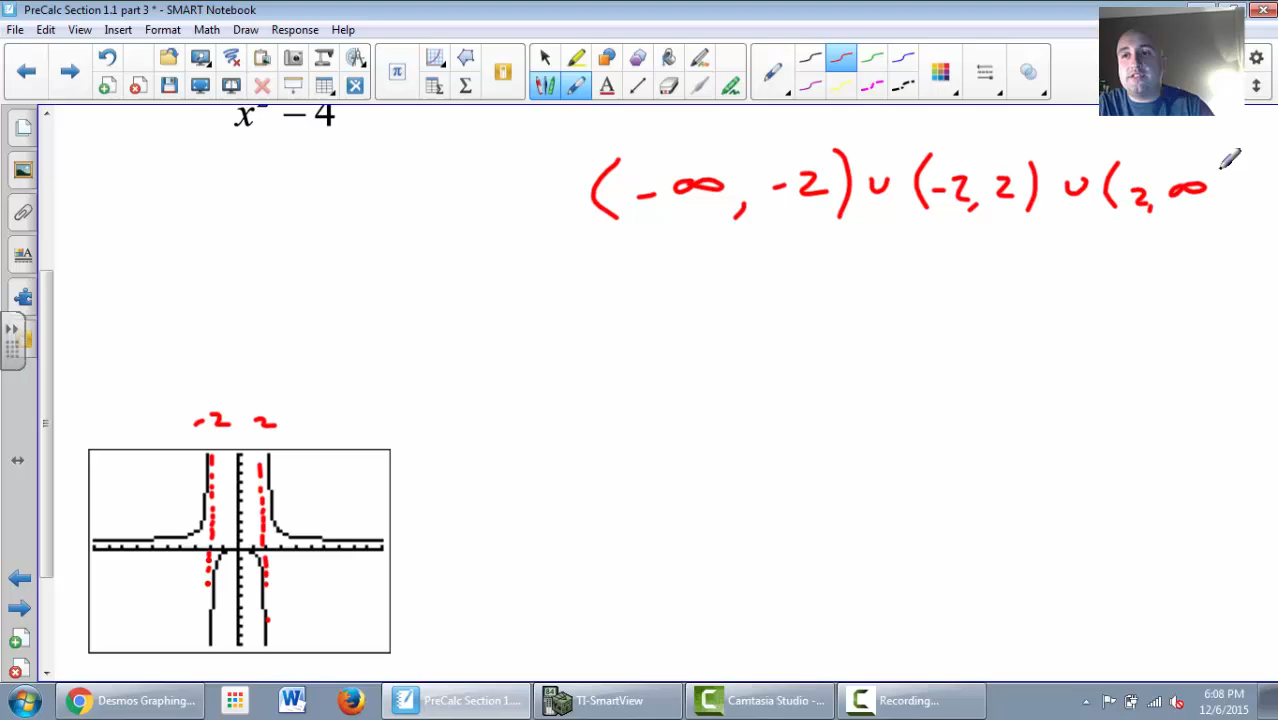 PreCalc Section 1.1 part 3 * - SMART Notebook
File Edit View Insert Format Math Draw Response Help
x² − 4
(-∞, -2) ∪ (-2, 2) ∪ (2, ∞
-2 2
Desmos Graphing... PreCalc Section 1.... TI-SmartView Camtasia Studio -... Recording... 6:08 PM
12/6/2015